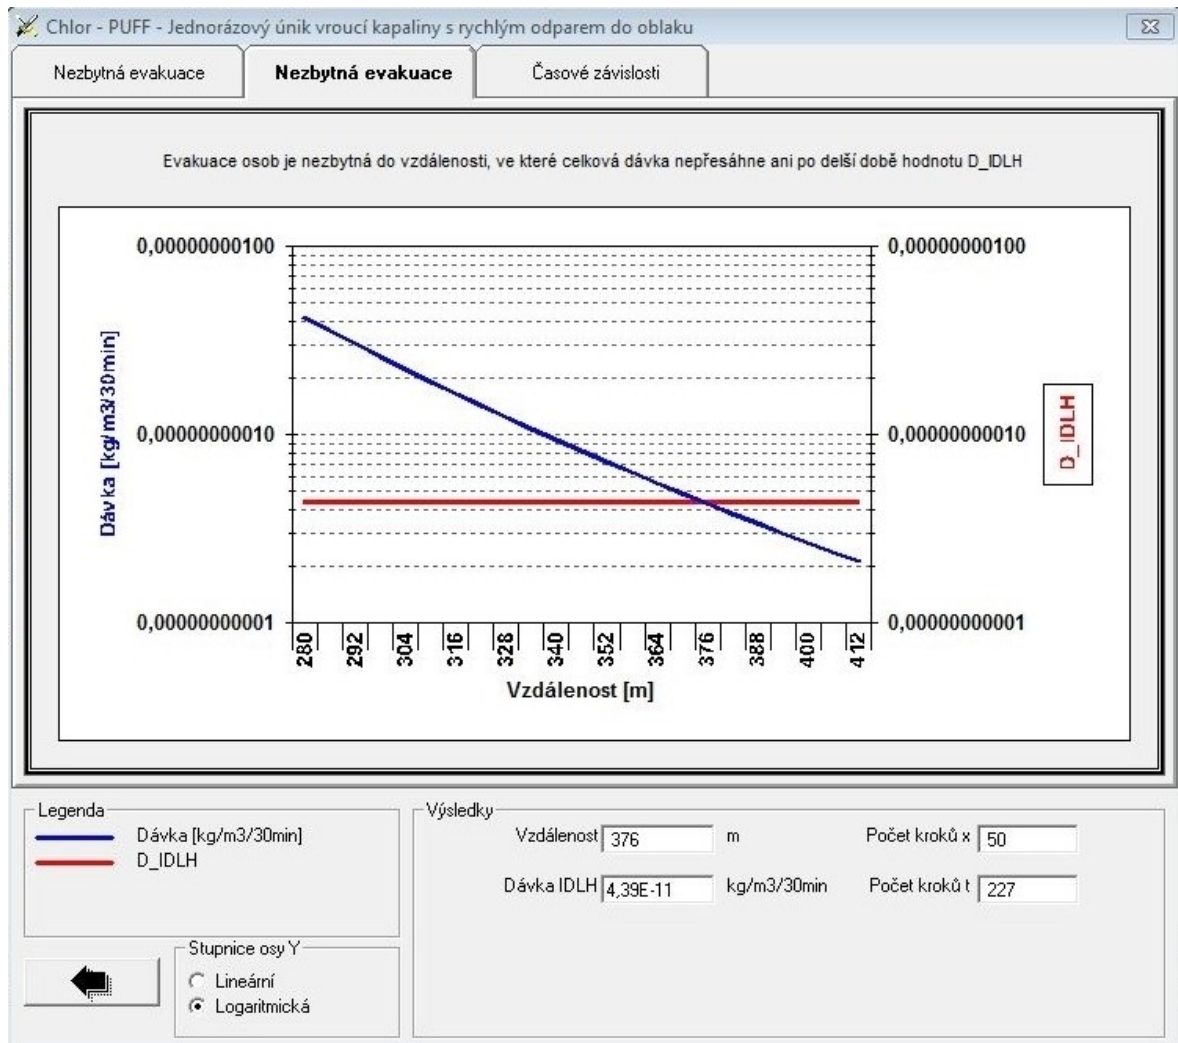 Chlor - PUFF - Jednorázový únik vroucí kapaliny s rychlým odparem do oblaku
Nezbytná evakuace
Nezbytná evakuace
Časové závislosti
Evakuace osob je nezbytná do vzdálenosti, ve které celková dávka nepřesáhne ani po delší době hodnotu D_IDLH
0,00000000100
0,00000000100
Dávka [kg/m3/30min]
0,00000000010
0,00000000010
D_IDLH
0,00000000001
0,00000000001
280 292 304 316 328 340 352 364 376 388 400 412
Vzdálenost [m]
Legenda
Dávka [kg/m3/30min]
D_IDLH
Výsledky
Vzdálenost 376 m Počet kroků x 50
Dávka IDLH 4,39E-11 kg/m3/30min Počet kroků t 227
Stupnice osy Y
Lineární
Logaritmická